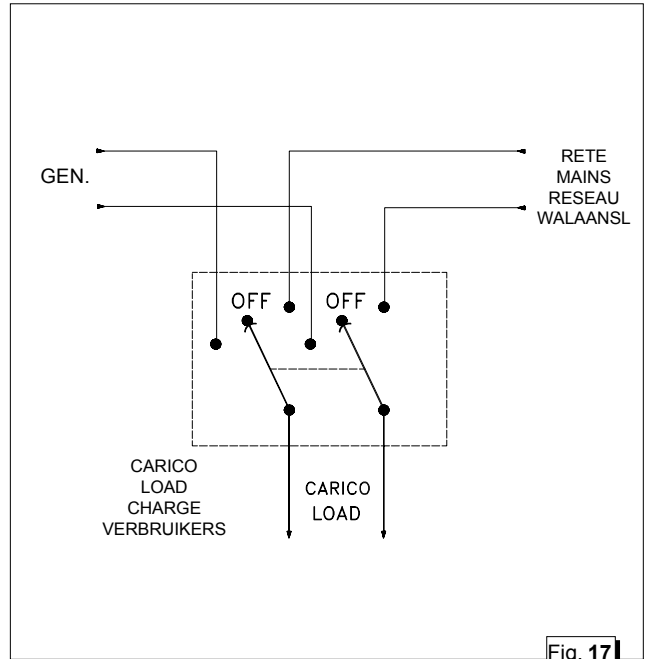 GEN.
RETE
MAINS
RESEAU
WALAANSL
OFF OFF
CARICO
LOAD
CHARGE
VERBRUIKERS
CARICO
LOAD
Fig. 17